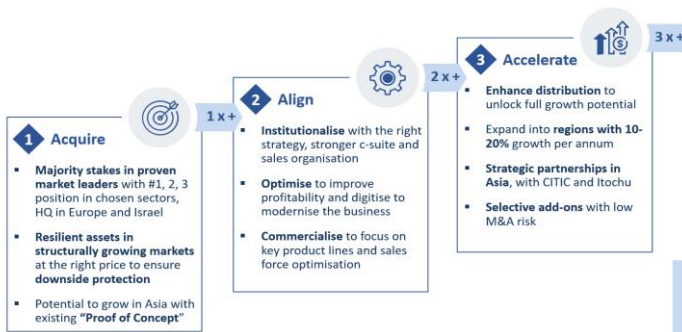 1 Acquire
Majority stakes in proven
market leaders with #1, 2, 3
position in chosen sectors,
HQ in Europe and Israel
Resilient assets in
structurally growing markets
at the right price to ensure
downside protection
Potential to grow in Asia with
existing "Proof of Concept"
1 x +
2 Align
Institutionalise with the right
strategy, stronger c-suite and
sales organisation
Optimise to improve
profitability and digitise to
modernise the business
Commercialise to focus on
key product lines and sales
force optimisation
2 x +
3 Accelerate
Enhance distribution to
unlock full growth potential
Expand into regions with 10-
20% growth per annum
Strategic partnerships in
Asia, with CITIC and Itochu
Selective add-ons with low
M&A risk
3 x +